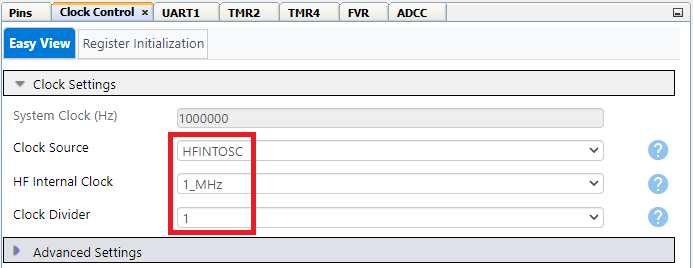 Pins Clock Control × UART1 TMR2 TMR4 FVR ADCC
Easy View Register Initialization
Clock Settings
System Clock (Hz) 1000000
Clock Source HFINTOSC ?
HF Internal Clock 1_MHz ?
Clock Divider 1 ?
Advanced Settings